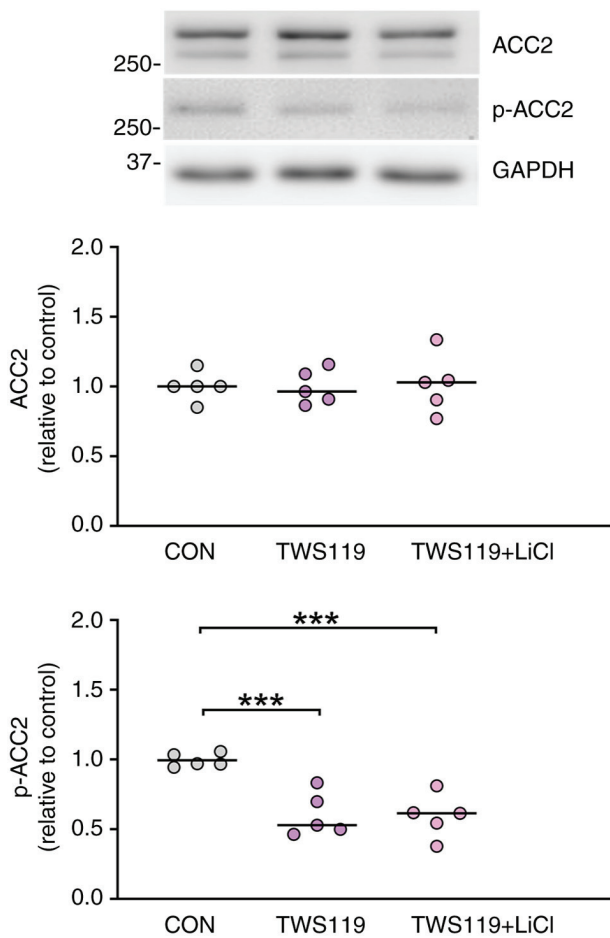 ACC2
250-
p-ACC2
250-
37-
GAPDH
2.0
1.5
1.0
0.5
0.0
ACC2
(relative to control)
CON TWS119 TWS119+LiCl
2.0
1.5
1.0
0.5
0.0
p-ACC2
(relative to control)
***
***
CON TWS119 TWS119+LiCl